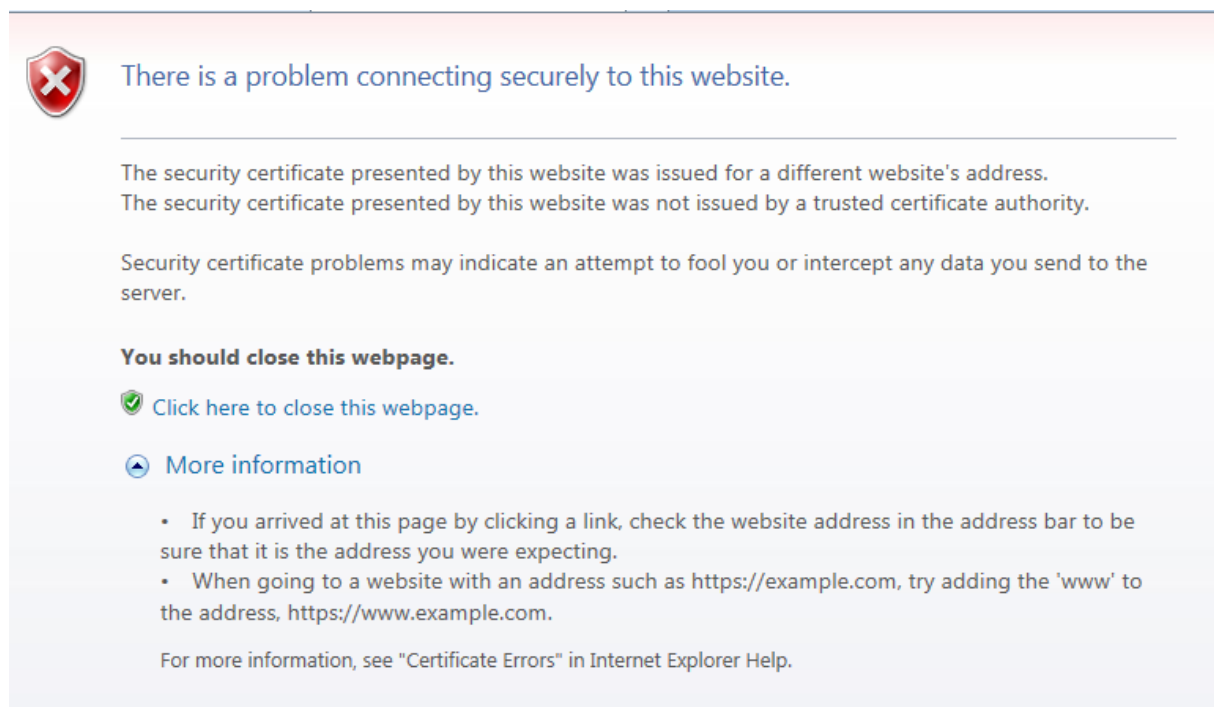 There is a problem connecting securely to this website.
The security certificate presented by this website was issued for a different website's address.
The security certificate presented by this website was not issued by a trusted certificate authority.
Security certificate problems may indicate an attempt to fool you or intercept any data you send to the
server.
You should close this webpage.
Click here to close this webpage.
More information
• If you arrived at this page by clicking a link, check the website address in the address bar to be
sure that it is the address you were expecting.
• When going to a website with an address such as https://example.com, try adding the 'www' to
the address, https://www.example.com.
For more information, see "Certificate Errors" in Internet Explorer Help.